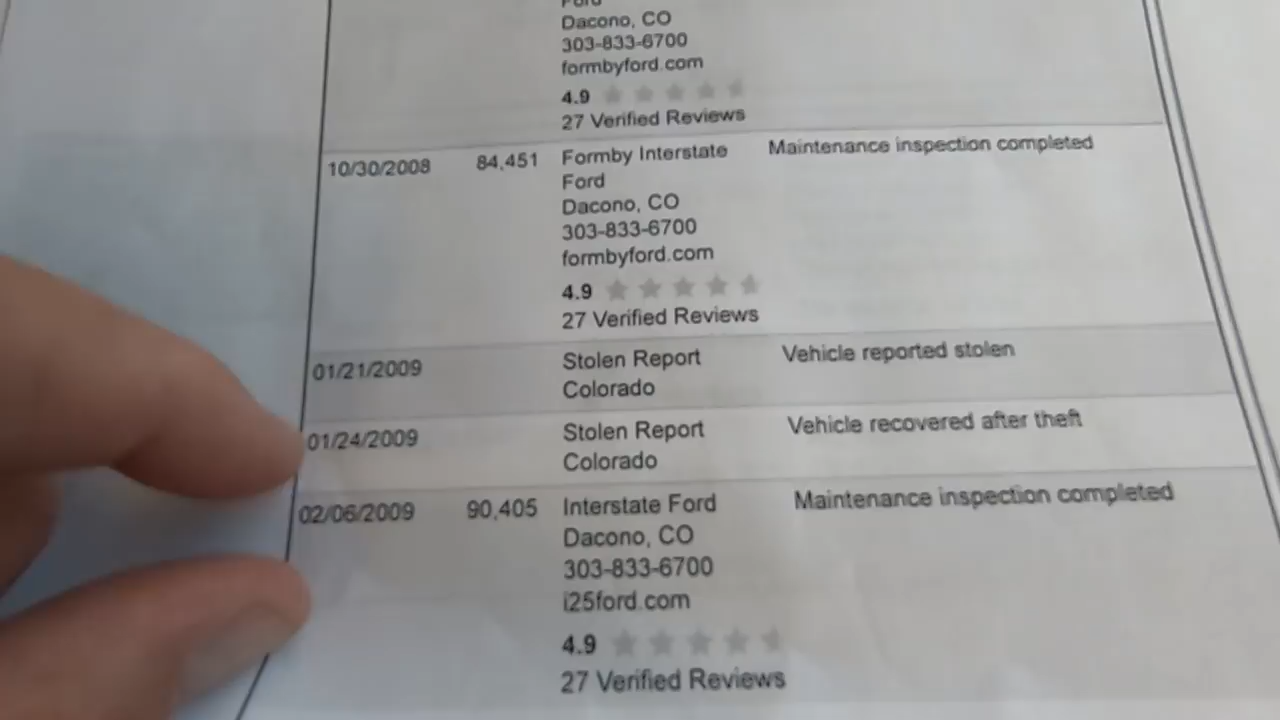 Ford
Dacono, CO
303-833-6700
formbyford.com
4.9
27 Verified Reviews
10/30/2008 84,451 Formby Interstate Maintenance inspection completed
Ford
Dacono, CO
303-833-6700
formbyford.com
4.9
27 Verified Reviews
01/21/2009 Stolen Report Vehicle reported stolen
Colorado
01/24/2009 Stolen Report Vehicle recovered after theft
Colorado
02/06/2009 90,405 Interstate Ford Maintenance inspection completed
Dacono, CO
303-833-6700
i25ford.com
4.9
27 Verified Reviews